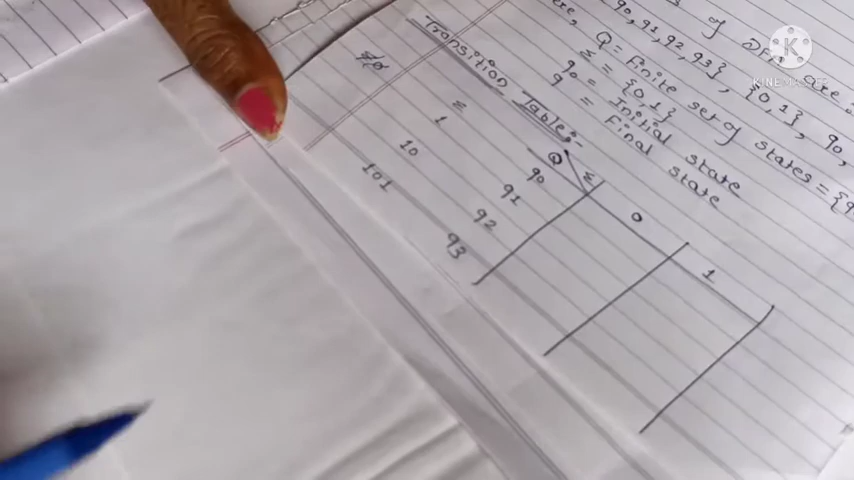 s of DFA are :
q0, q1, q2, q3}, {0,1}, q0,
Q = Finite set of states = {q
Σ = {0,1}
q0 = Initial state
q = Final state
Transition Table:-
Q Σ 0 1
Σ q0
1 q1
10 q2
101 q3
KINEMASTER